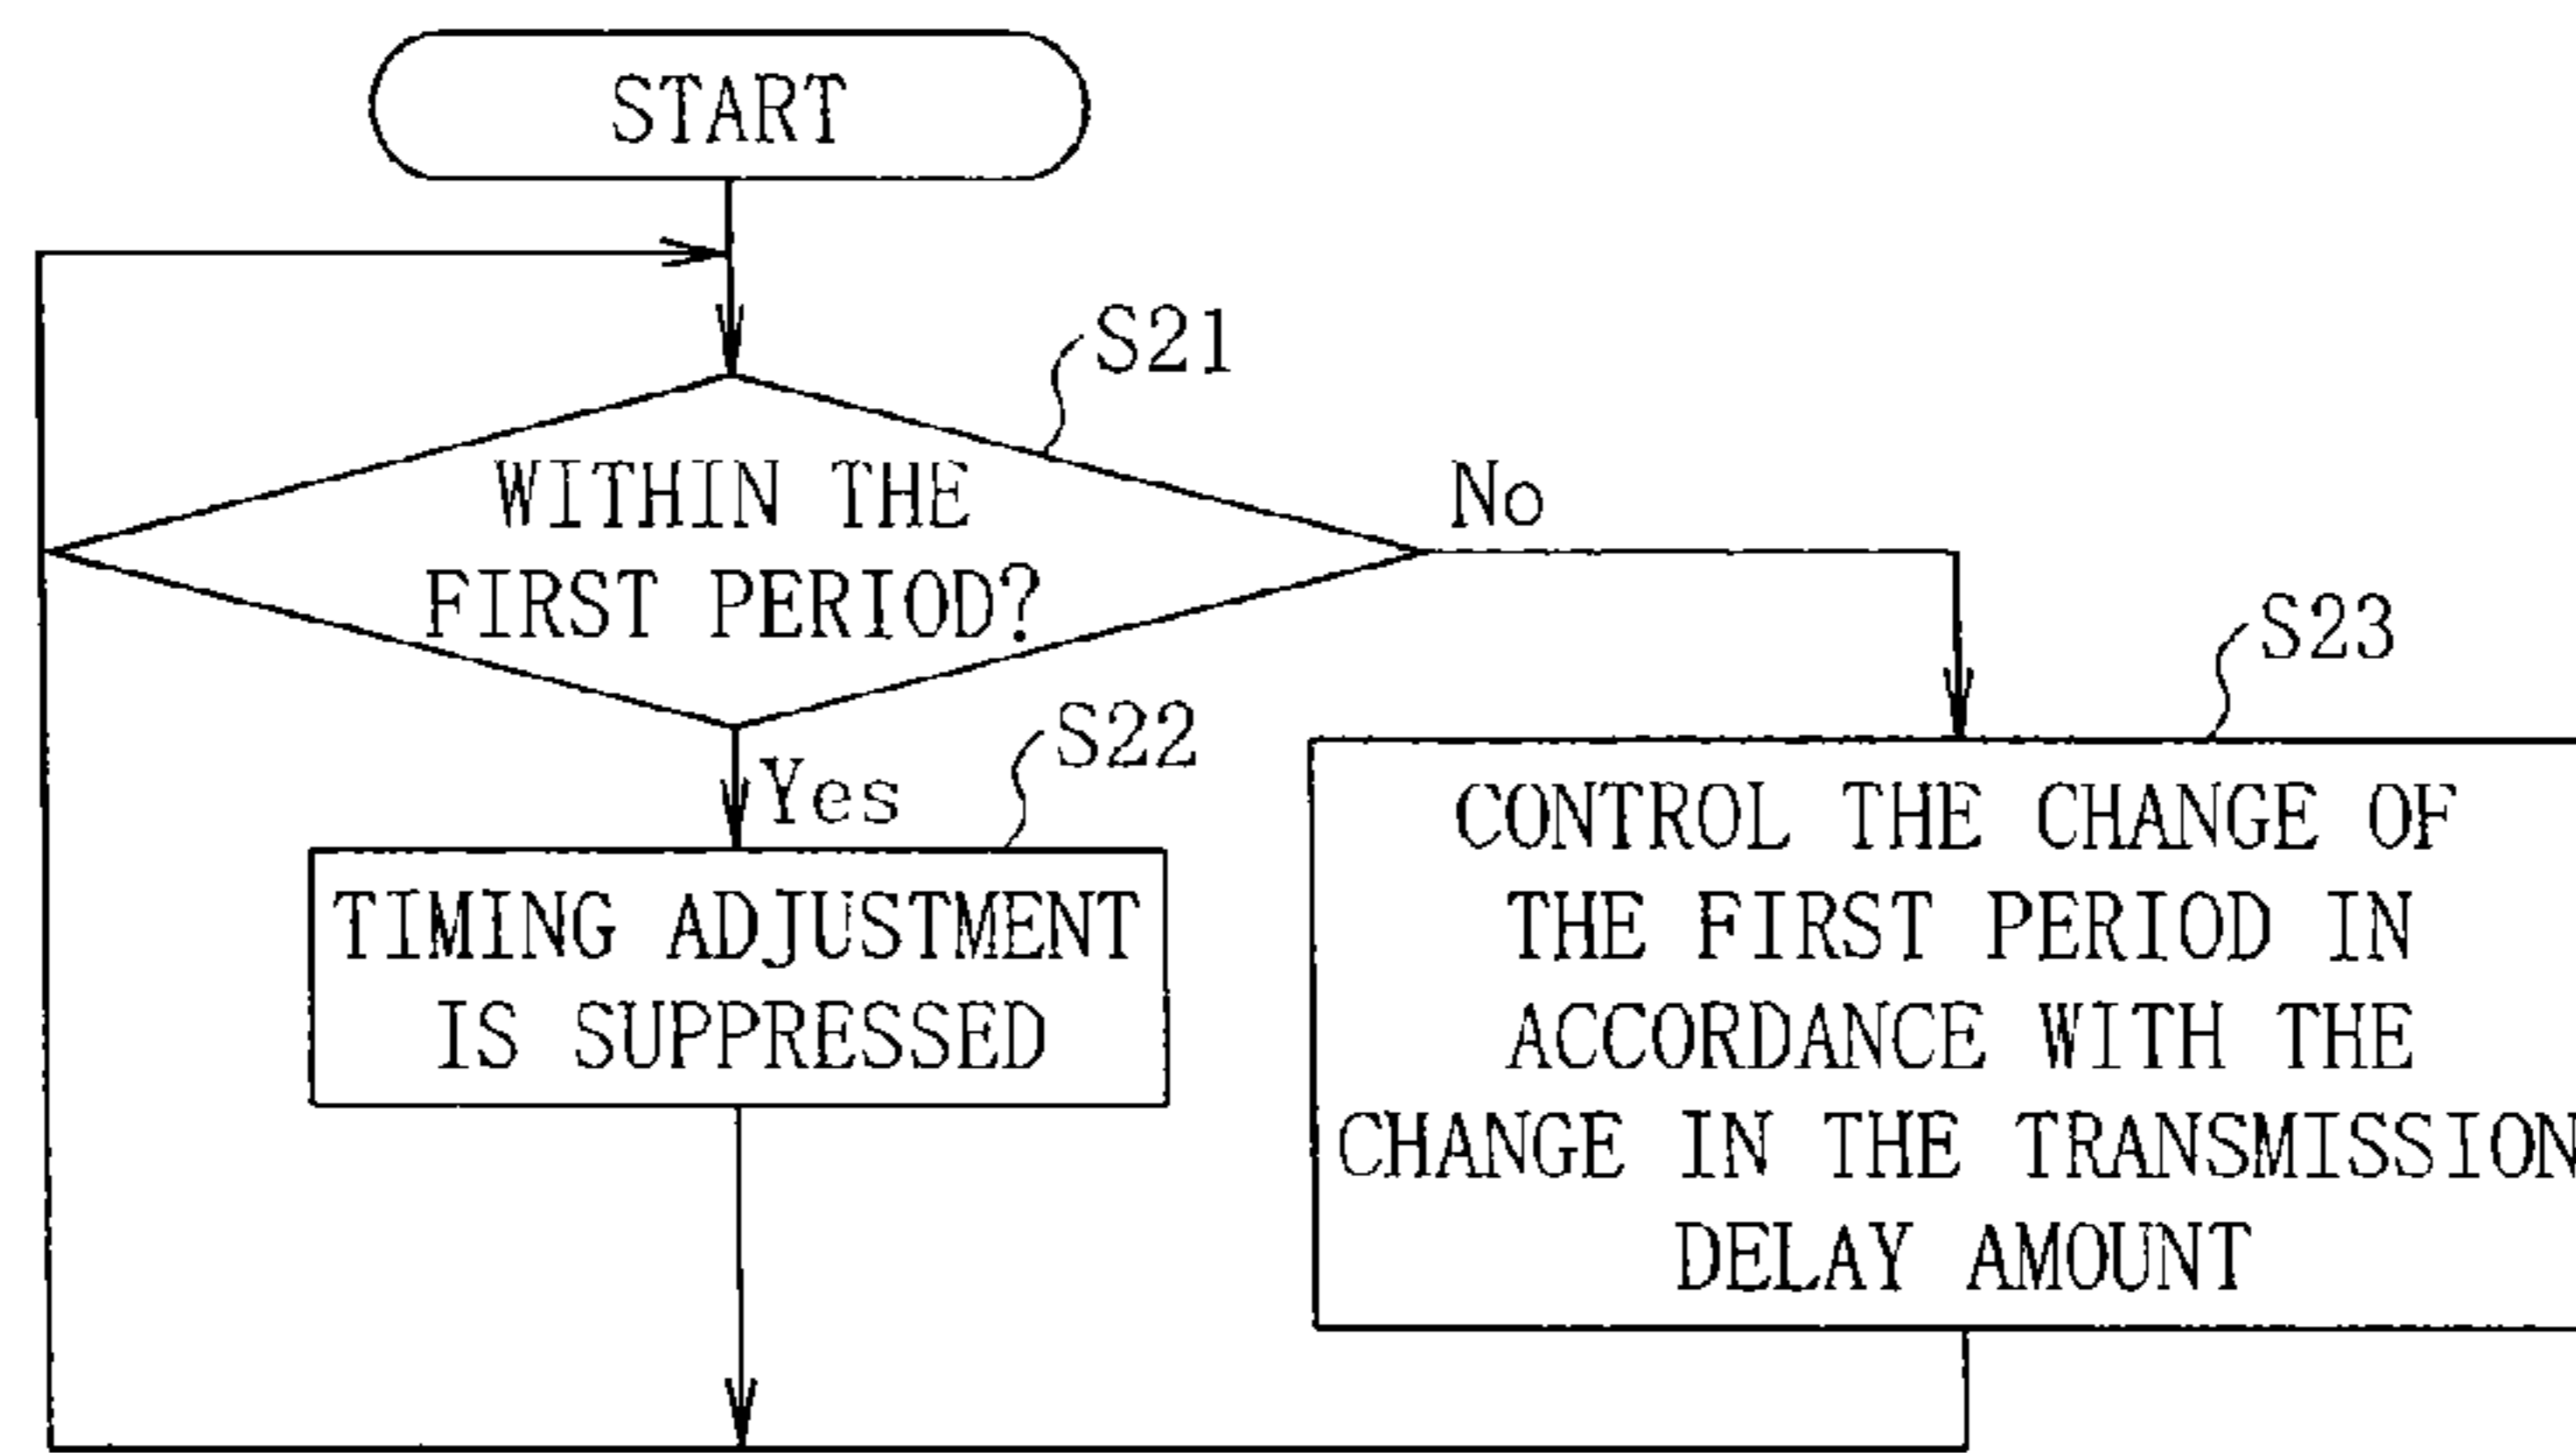 START
S21
WITHIN THE
FIRST PERIOD?
No
S22
Yes
TIMING ADJUSTMENT
IS SUPPRESSED
S23
CONTROL THE CHANGE OF
THE FIRST PERIOD IN
ACCORDANCE WITH THE
CHANGE IN THE TRANSMISSION
DELAY AMOUNT